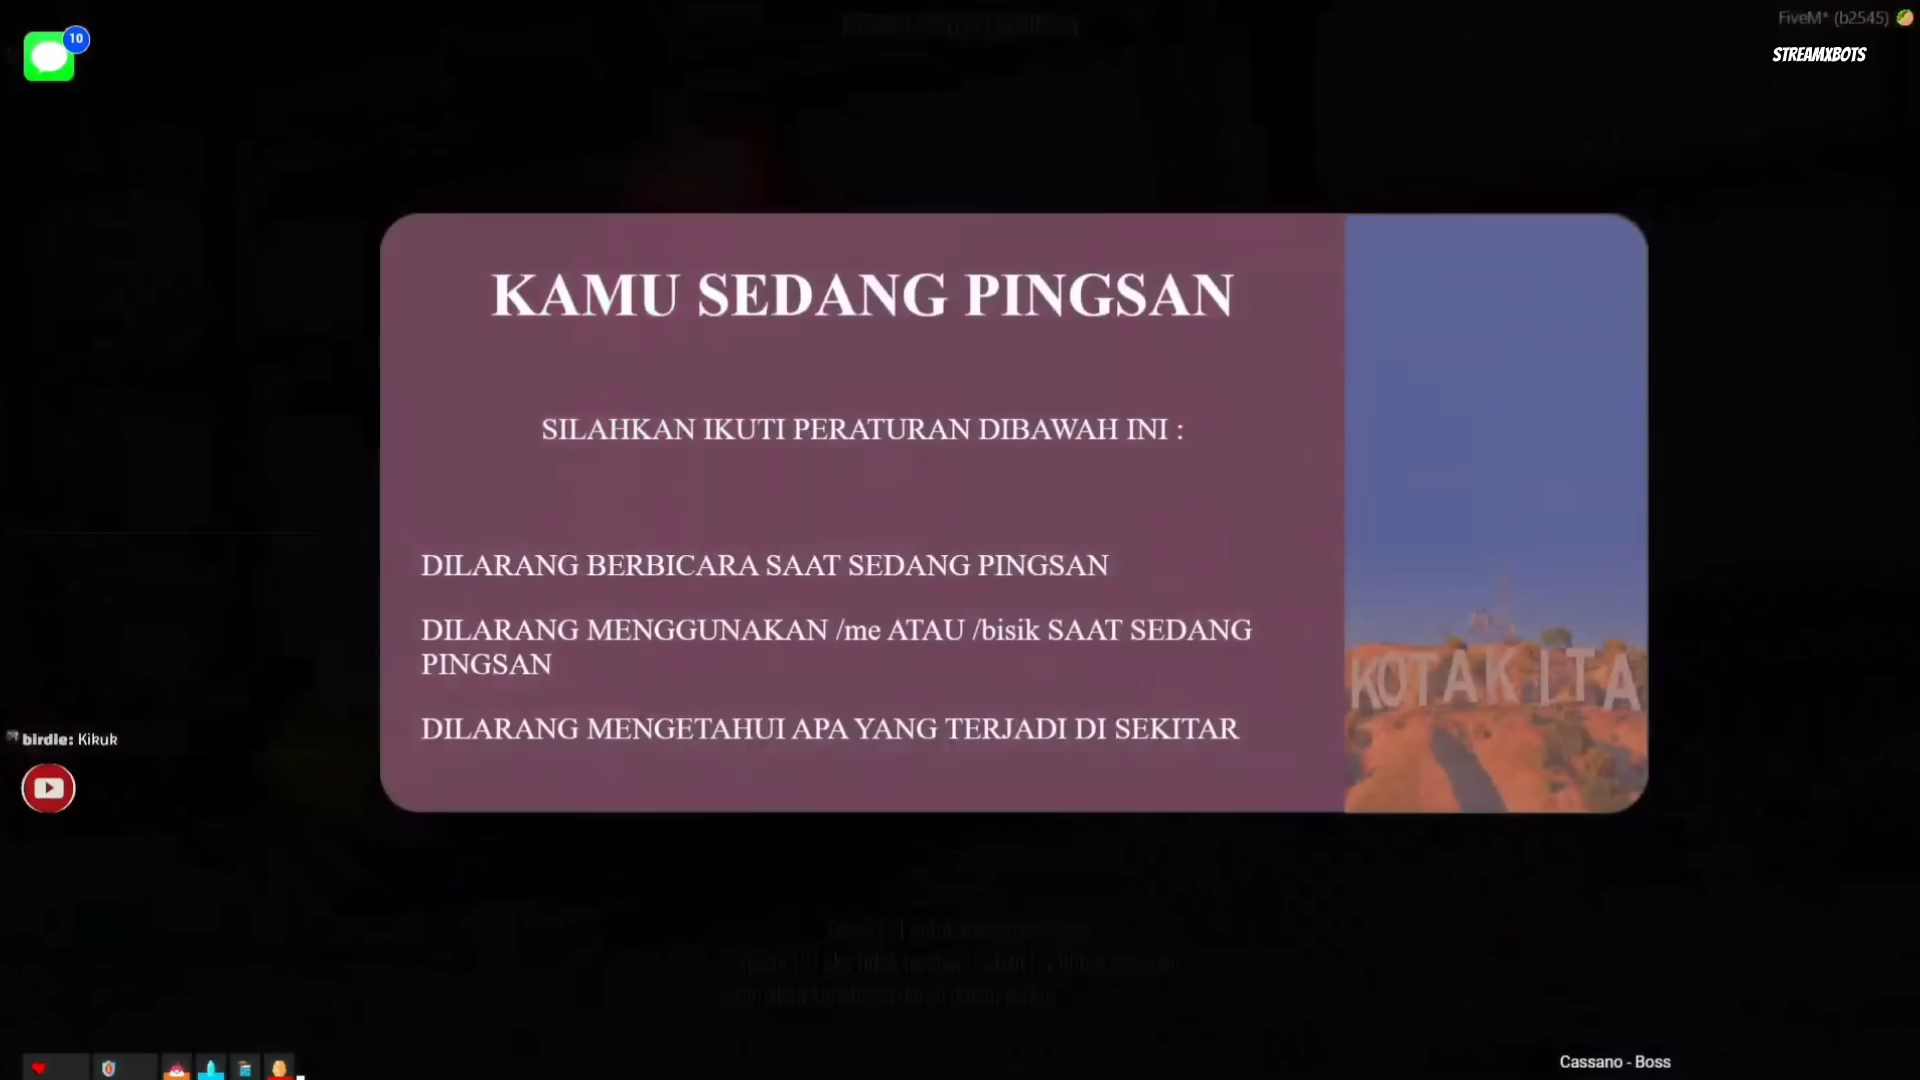 FiveM* (b2545)
10
STREAMXBOTS
KAMU SEDANG PINGSAN
SILAHKAN IKUTI PERATURAN DIBAWAH INI :
DILARANG BERBICARA SAAT SEDANG PINGSAN
DILARANG MENGGUNAKAN /me ATAU /bisik SAAT SEDANG
PINGSAN
DILARANG MENGETAHUI APA YANG TERJADI DI SEKITAR
KOTAKITA
birdie: Kikuk
Cassano - Boss